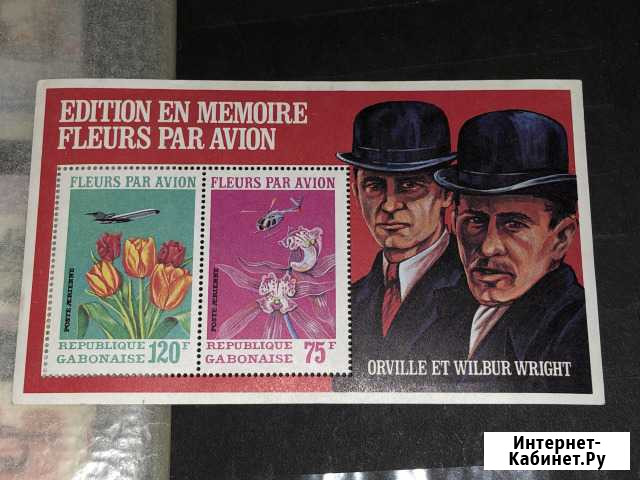 EDITION EN MEMOIRE
FLEURS PAR AVION
FLEURS PAR AVION
POSTE AERIENNE
REPUBLIQUE
GABONAISE 120F
FLEURS PAR AVION
POSTE AERIENNE
REPUBLIQUE
GABONAISE 75F
ORVILLE ET WILBUR WRIGHT
Интернет-
Кабинет.Ру